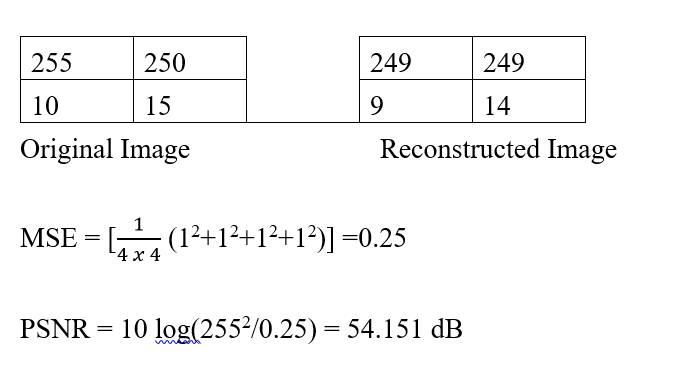 255 250 249 249
10 15 9 14
Original Image Reconstructed Image
MSE = [1/(4 x 4) (1²+1²+1²+1²)] =0.25
PSNR = 10 log(255²/0.25) = 54.151 dB